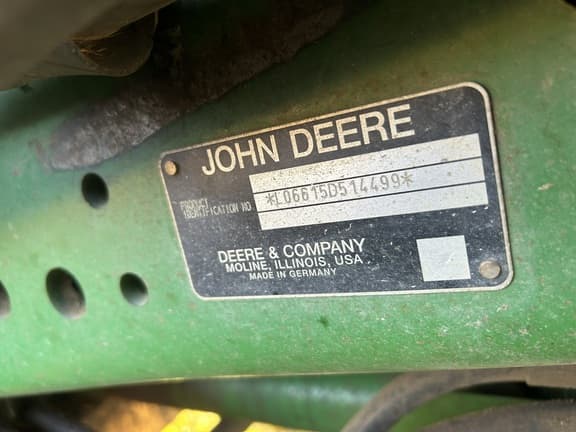 JOHN DEERE
PRODUCT
IDENTIFICATION NO
*L06615D514499*
DEERE & COMPANY
MOLINE, ILLINOIS, USA
MADE IN GERMANY